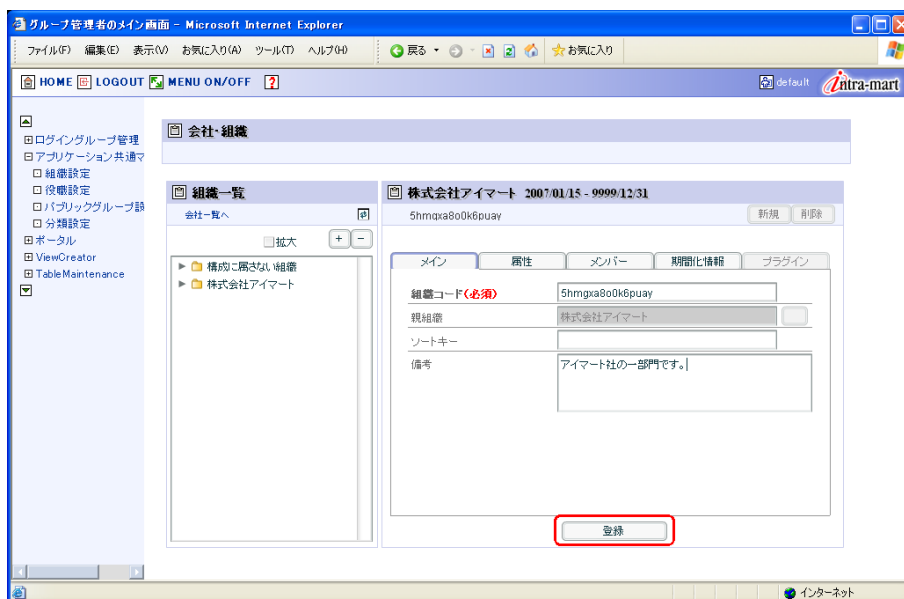 グループ管理者のメイン画面 - Microsoft Internet Explorer
ファイル(F) 編集(E) 表示(V) お気に入り(A) ツール(T) ヘルプ(H) 戻る お気に入り
HOME LOGOUT MENU ON/OFF ? default intra-mart
ログイングループ管理
アプリケーション共通マ
組織設定
役職設定
パブリックグループ設
分類設定
ポータル
ViewCreator
TableMaintenance
会社・組織
組織一覧
会社一覧へ
拡大 + -
構成に属さない組織
株式会社アイマート
株式会社アイマート 2007/01/15 - 9999/12/31
5hmgxa8o0k6puay 新規 削除
メイン 属性 メンバー 期間化情報 プラグイン
組織コード(必須) 5hmgxa8o0k6puay
親組織 株式会社アイマート
ソートキー
備考 アイマート社の一部門です。
登録
インターネット